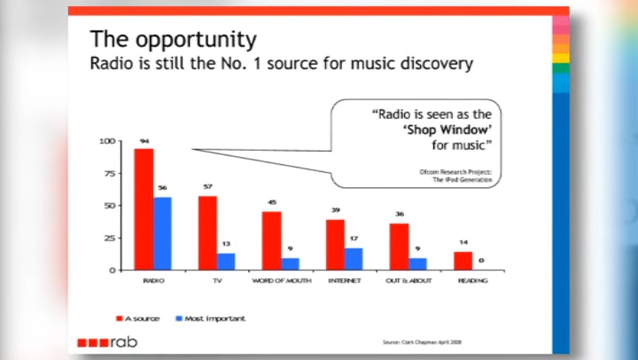 The opportunity
Radio is still the No. 1 source for music discovery
"Radio is seen as the
'Shop Window'
for music"
Ofcom Research Project:
The iPod Generation
100
75
50
25
0
94
56
57
13
45
9
39
17
36
9
14
0
RADIO
TV
WORD OF MOUTH
INTERNET
OUT & ABOUT
READING
A source
Most important
rab
Source: Clark Chapman April 2008